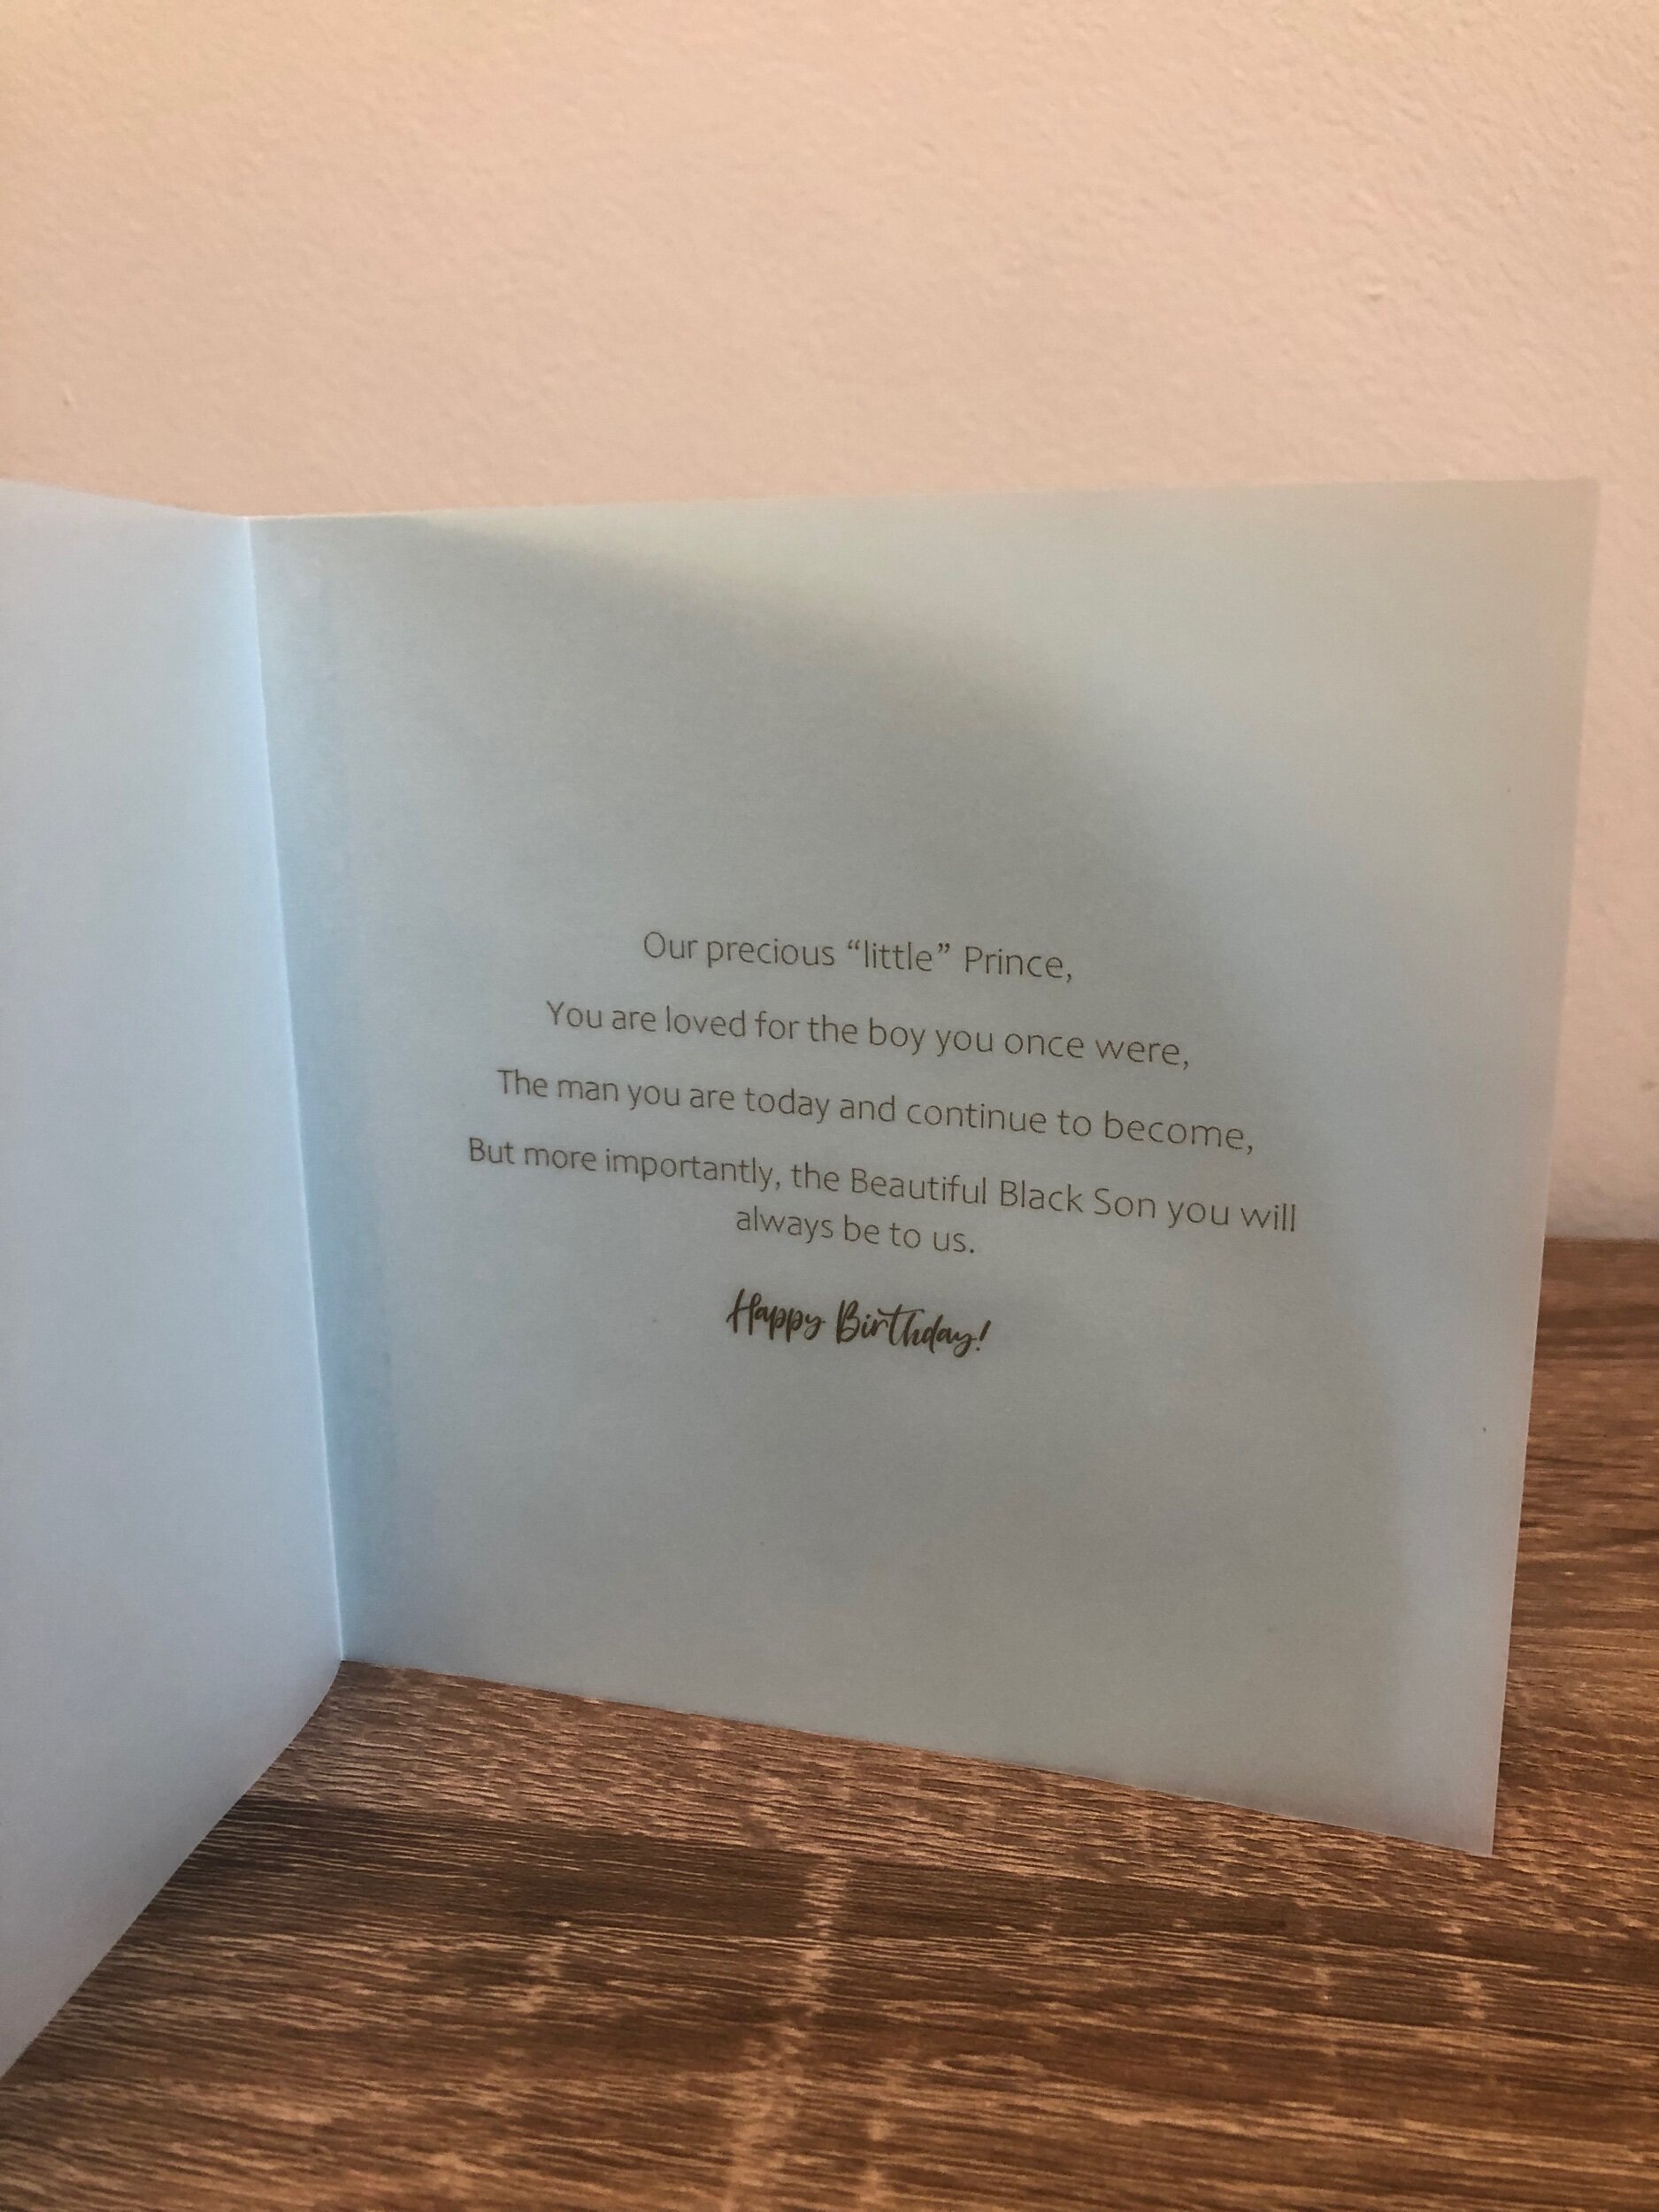 Our precious “little” Prince,
You are loved for the boy you once were,
The man you are today and continue to become,
But more importantly, the Beautiful Black Son you will
always be to us.
Happy Birthday!